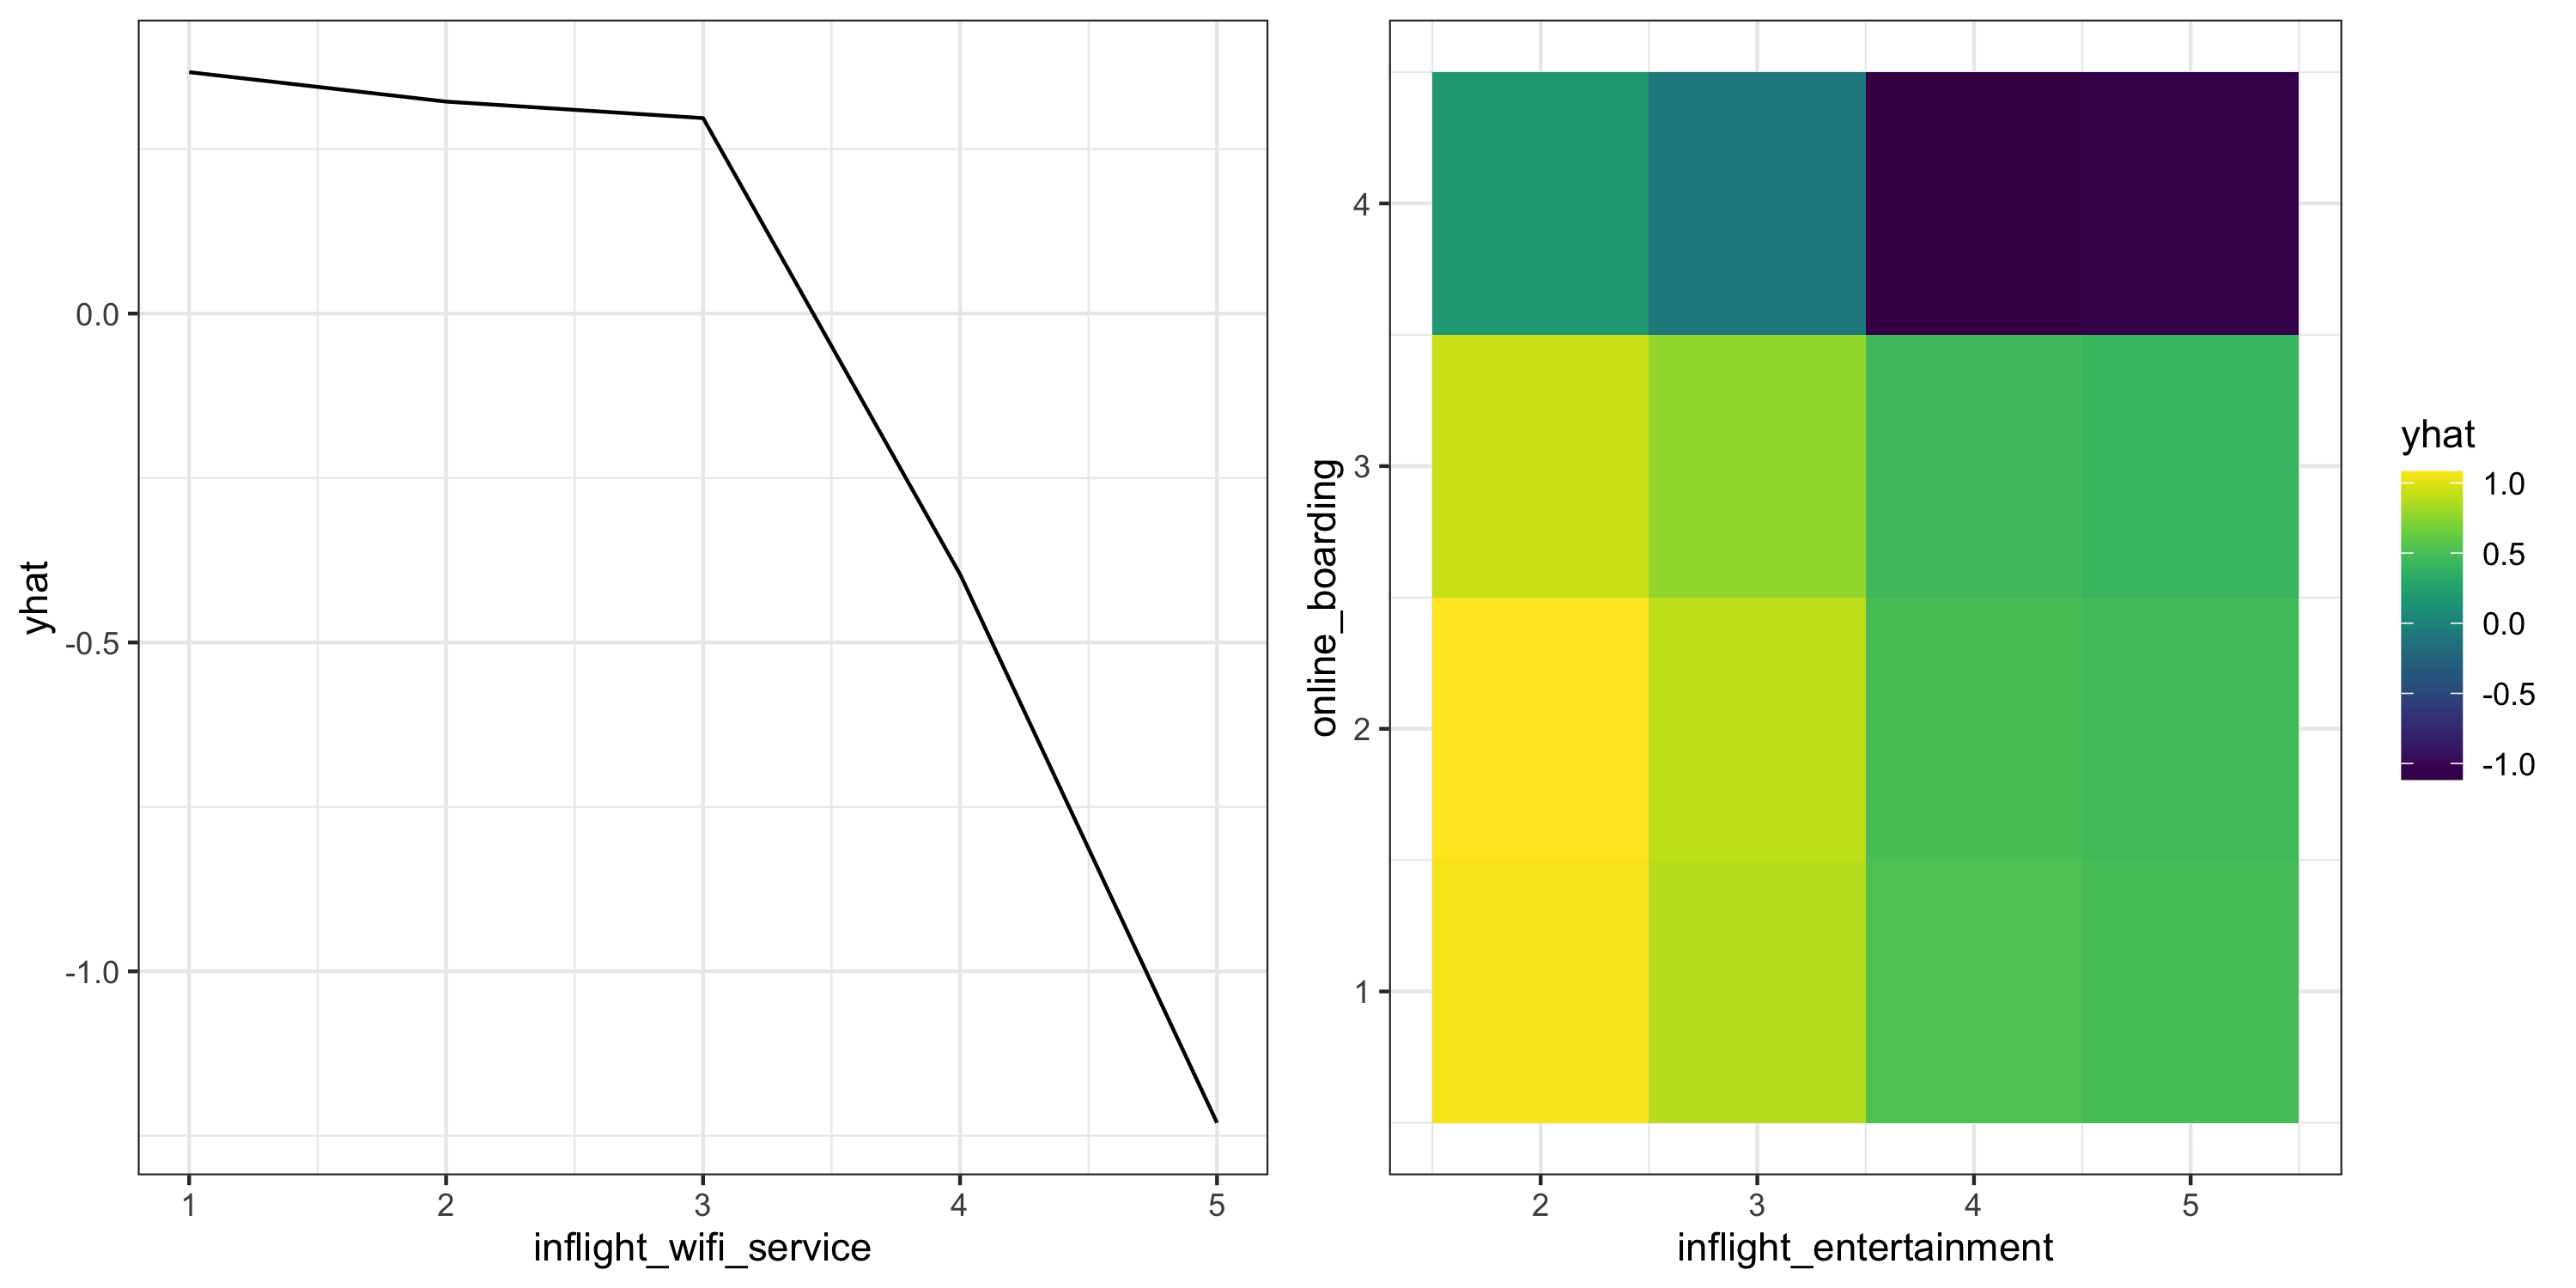 yhat
0.0
-0.5
-1.0
1 2 3 4 5
inflight_wifi_service
online_boarding
4
3
2
1
2 3 4 5
inflight_entertainment
yhat
1.0
0.5
0.0
-0.5
-1.0